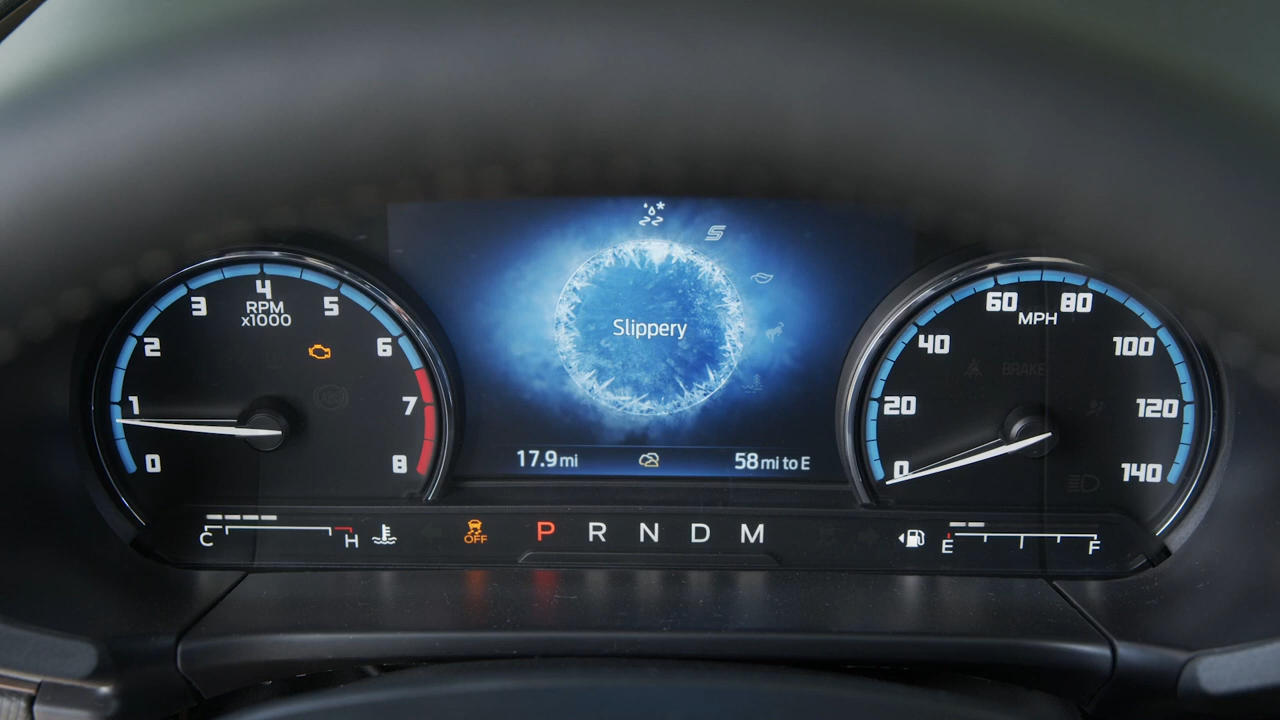 4
3 5
RPM
x1000
2 6
1 7
0 8
Slippery
17.9 mi 58 mi to E
60 80
MPH
40 100
BRAKE
20 120
0 140
C H
OFF
P R N D M
E F
ABS